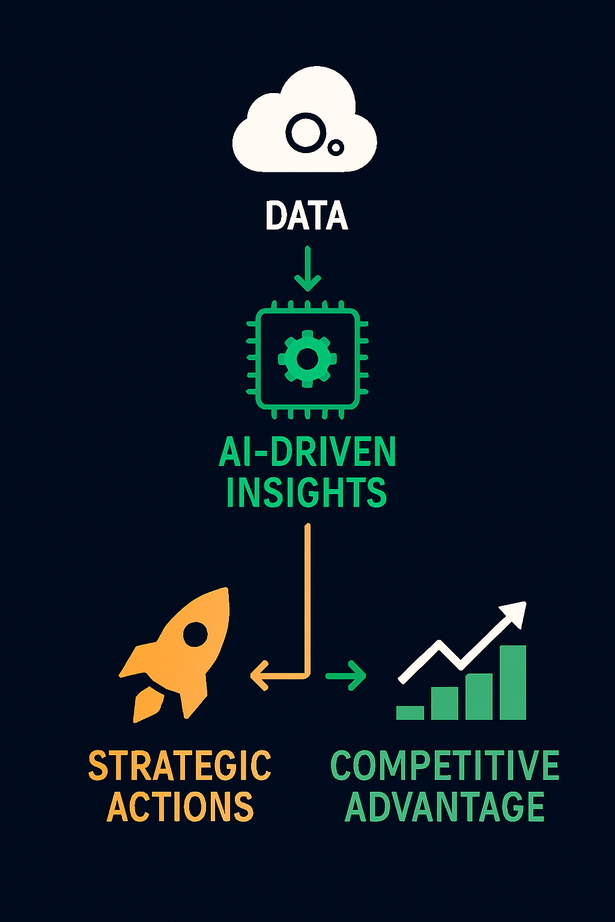 DATA
AI-DRIVEN
INSIGHTS
STRATEGIC
ACTIONS
COMPETITIVE
ADVANTAGE